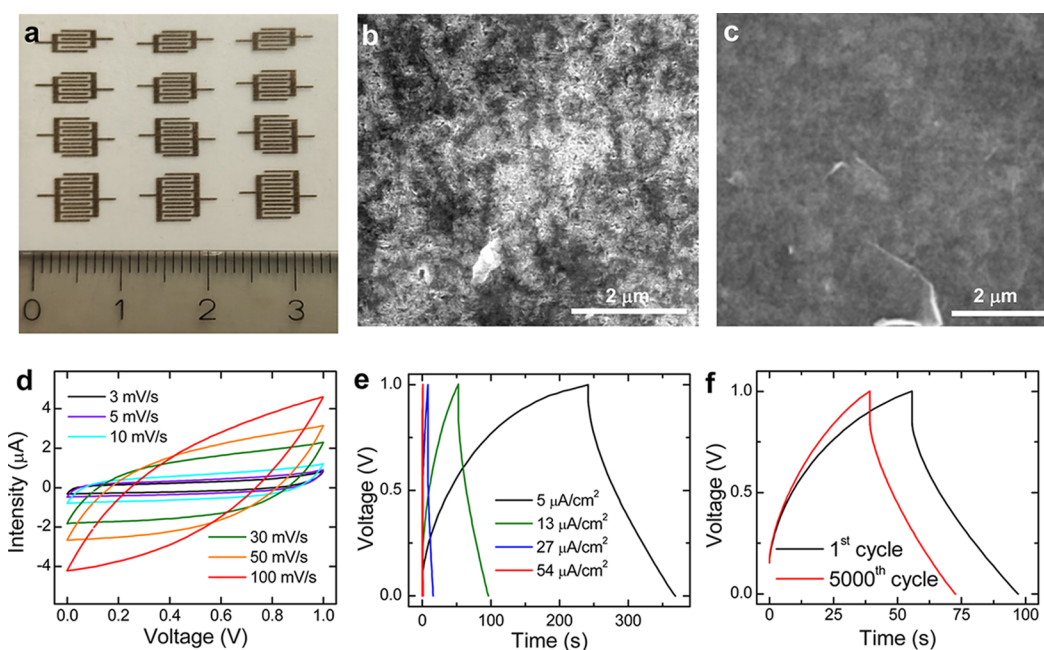 a
0 1 2 3
b
2 μm
c
2 μm
d
3 mV/s
5 mV/s
10 mV/s
30 mV/s
50 mV/s
100 mV/s
4
2
0
-2
-4
Intensity (μA)
0.0 0.2 0.4 0.6 0.8 1.0
Voltage (V)
e
1.0
0.5
0.0
Voltage (V)
5 μA/cm²
13 μA/cm²
27 μA/cm²
54 μA/cm²
0 50 100 150 200 250 300 350
Time (s)
f
1.0
0.5
0.0
Voltage (V)
1st cycle
5000th cycle
0 25 50 75 100
Time (s)